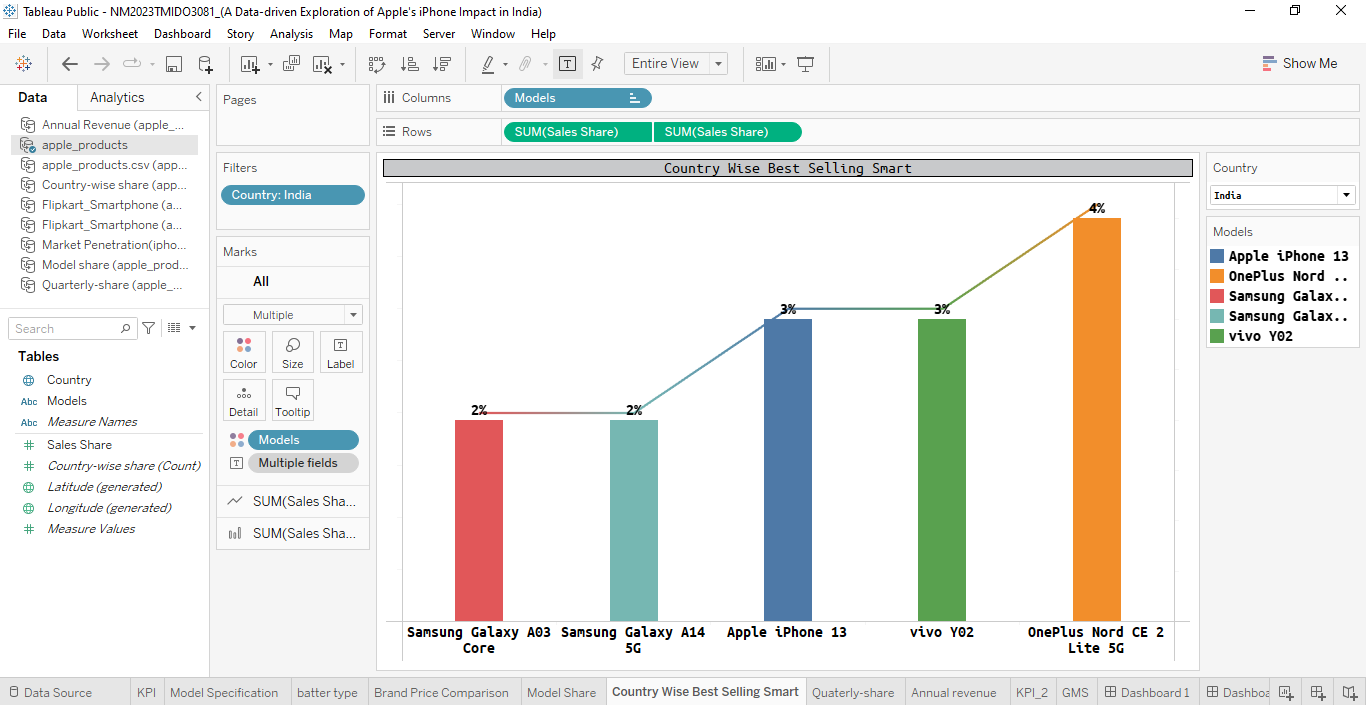 Tableau Public - NM2023TMIDO3081_(A Data-driven Exploration of Apple's iPhone Impact in India)
File Data Worksheet Dashboard Story Analysis Map Format Server Window Help
Entire View
Show Me
Data Analytics
Annual Revenue (apple_...
apple_products
apple_products.csv (app...
Country-wise share (app...
Flipkart_Smartphone (a...
Flipkart_Smartphone (a...
Market Penetration(ipho...
Model share (apple_prod...
Quarterly-share (apple_...
Search
Tables
Country
Abc Models
Abc Measure Names
Sales Share
Country-wise share (Count)
Latitude (generated)
Longitude (generated)
Measure Values
Pages
Filters
Country: India
Marks
All
Multiple
Color Size Label
Detail Tooltip
Models
Multiple fields
SUM(Sales Sha...
SUM(Sales Sha...
Columns Models
Rows SUM(Sales Share) SUM(Sales Share)
Country Wise Best Selling Smart
2% 2% 3% 3% 4%
Samsung Galaxy A03 Samsung Galaxy A14 Apple iPhone 13 vivo Y02 OnePlus Nord CE 2
Core 5G Lite 5G
Country
India
Models
Apple iPhone 13
OnePlus Nord ..
Samsung Galax..
Samsung Galax..
vivo Y02
Data Source KPI Model Specification batter type Brand Price Comparison Model Share Country Wise Best Selling Smart Quaterly-share Annual revenue KPI_2 GMS Dashboard 1 Dashboa